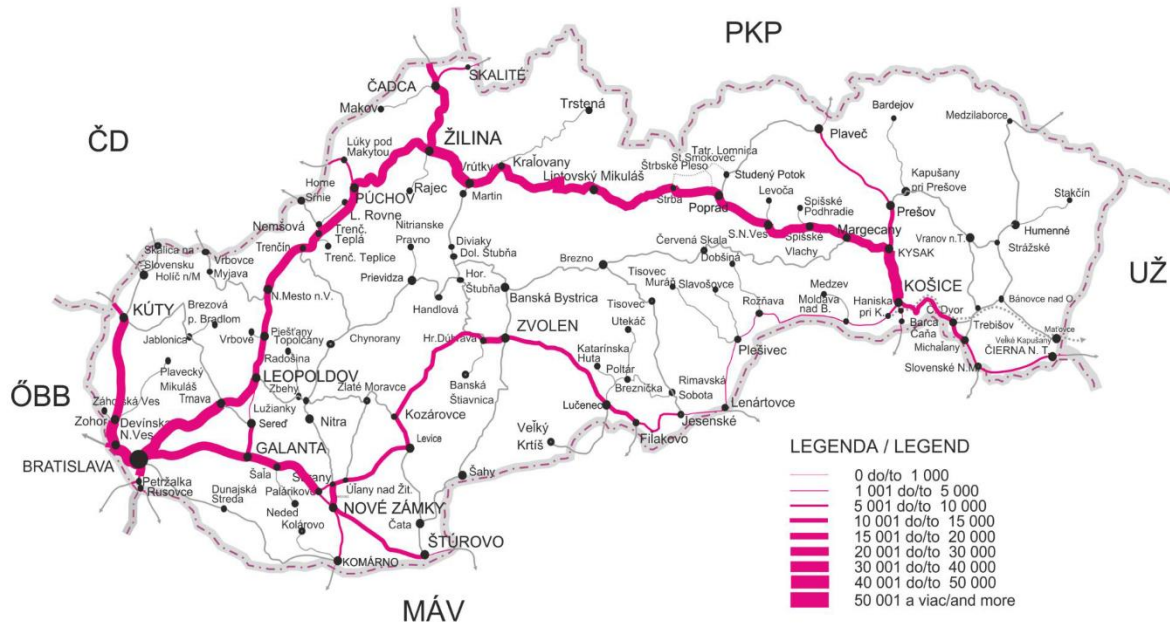 PKP
ČD
ŐBB
MÁV
UŽ
SKALITÉ
ČADCA
Makov
Trstená
ŽILINA
Lúky pod
Makytou
Vrútky
Kraľovany
Rajec
Martin
Liptovský Mikuláš
Štrbské Pleso
St.Smokovec
Tatr. Lomnica
Studený Potok
Štrba
Poprad
Levoča
S.N.Ves
Spišské
Podhradie
Spišské
Vlachy
Margecany
Plaveč
Bardejov
Kapušany
pri Prešove
Prešov
KYSAK
KOŠICE
Medzilaborce
Stakčín
Humenné
Strážské
Vranov n.T.
Bánovce nad O.
Trebišov
Č. Dvor
Maťovce
Veľké Kapušany
ČIERNA N. T.
Michaľany
Slovenské N.M.
Haniska
pri K.
Barca
Čaňa
Medzev
Moldava
nad B.
Rožňava
Plešivec
Slavošovce
Dobšiná
Červená Skala
Brezno
Tisovec
Muráň
Tisovec
Utekáč
Katarínska
Huta
Poltár
Breznička
Rimavská
Sobota
Lenártovce
Jesenské
Fiľakovo
Lučenec
Veľký
Krtíš
Horné
Srnie
PÚCHOV
L. Rovne
Nemšová
Trenč.
Teplá
Trenčín
Trenč. Teplice
Nitrianske
Pravno
Prievidza
Handlová
Diviaky
Dol. Štubňa
Hor.
Štubňa
Banská Bystrica
ZVOLEN
Hr.Dúbrava
Banská
Štiavnica
Skalica na
Slovensku
Holíč n/M
Vrbovce
Myjava
N.Mesto n.V.
KÚTY
Brezová
p. Bradlom
Jablonica
Vrbové
Piešťany
Topoľčany
Radošina
Chynorany
LEOPOLDOV
Zbehy
Zlaté Moravce
Plavecký
Mikuláš
Trnava
Lužianky
Nitra
Kozárovce
Levice
Záhorská Ves
Zohor
Devínska
N.Ves
Sereď
GALANTA
BRATISLAVA
Petržalka
Rusovce
Dunajská
Streda
Šaľa
Palárikovo
Šurany
Úľany nad Žit.
Neded
Kolárovo
NOVÉ ZÁMKY
Čata
Šahy
ŠTÚROVO
KOMÁRNO
LEGENDA / LEGEND
0 do/to 1 000
1 001 do/to 5 000
5 001 do/to 10 000
10 001 do/to 15 000
15 001 do/to 20 000
20 001 do/to 30 000
30 001 do/to 40 000
40 001 do/to 50 000
50 001 a viac/and more